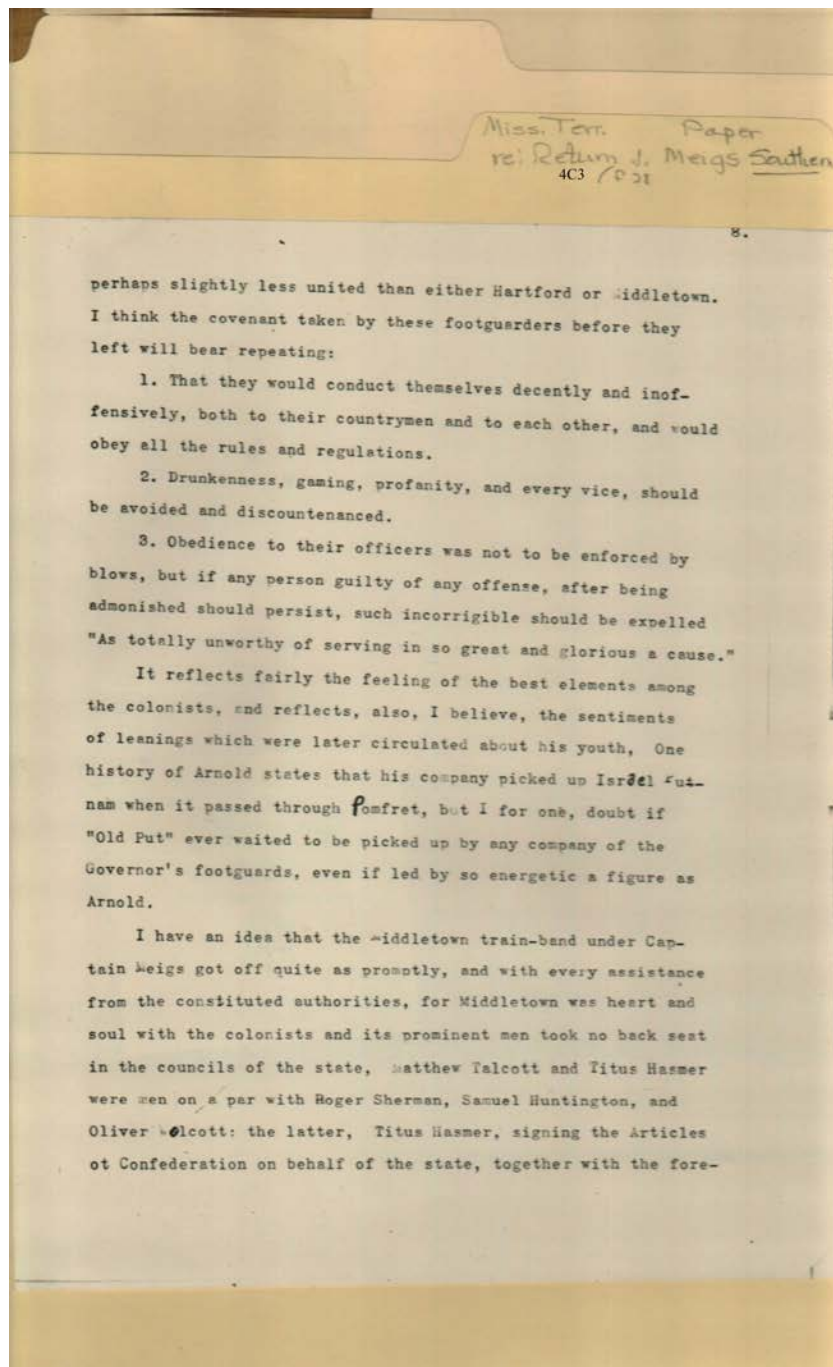 Miss. Terr. Paper
re: Return J. Meigs Southern
4C3
8.
perhaps slightly less united than either Hartford or Middletown.
I think the covenant taken by these footguarders before they
left will bear repeating:
1. That they would conduct themselves decently and inof-
fensively, both to their countrymen and to each other, and would
obey all the rules and regulations.
2. Drunkenness, gaming, profanity, and every vice, should
be avoided and discountenanced.
3. Obedience to their officers was not to be enforced by
blows, but if any person guilty of any offense, after being
admonished should persist, such incorrigible should be expelled
"As totally unworthy of serving in so great and glorious a cause."
It reflects fairly the feeling of the best elements among
the colonists, and reflects, also, I believe, the sentiments
of leanings which were later circulated about his youth, One
history of Arnold states that his company picked up Israel Put-
nam when it passed through Pomfret, but I for one, doubt if
"Old Put" ever waited to be picked up by any company of the
Governor's footguards, even if led by so energetic a figure as
Arnold.
I have an idea that the Middletown train-band under Cap-
tain Meigs got off quite as promptly, and with every assistance
from the constituted authorities, for Middletown was heart and
soul with the colonists and its prominent men took no back seat
in the councils of the state, Matthew Talcott and Titus Hasmer
were men on a par with Roger Sherman, Samuel Huntington, and
Oliver Wolcott: the latter, Titus Hasmer, signing the Articles
ot Confederation on behalf of the state, together with the fore-